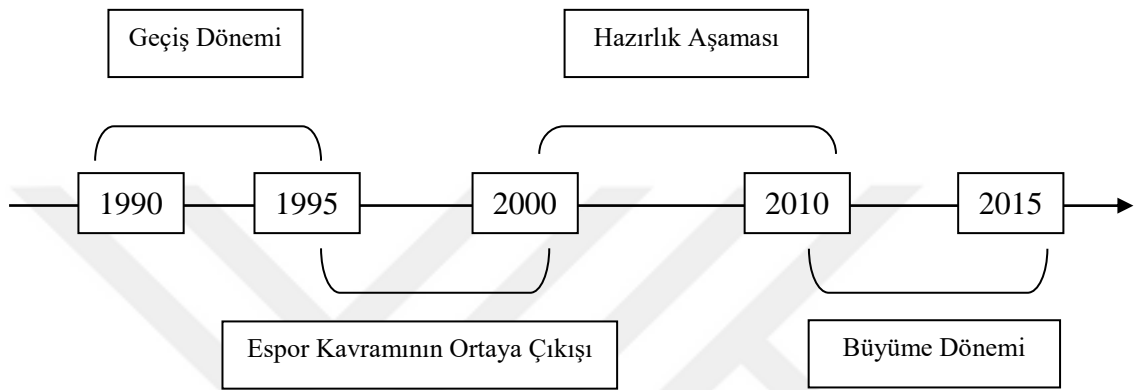 Geçiş Dönemi
Hazırlık Aşaması
1990
1995
2000
2010
2015
Espor Kavramının Ortaya Çıkışı
Büyüme Dönemi